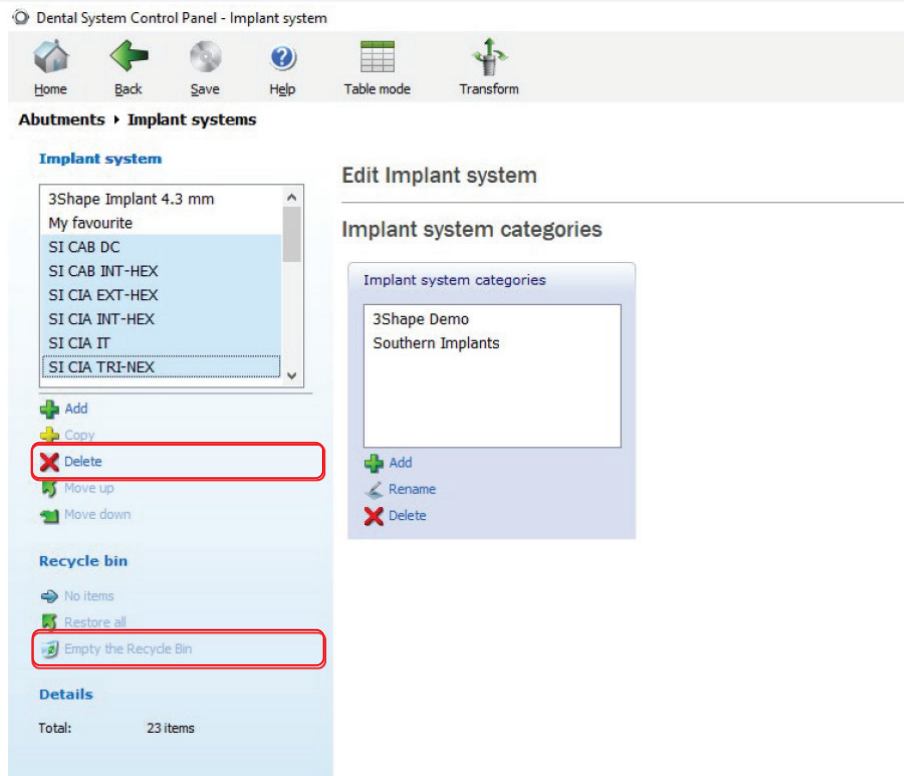 Dental System Control Panel - Implant system
Home Back Save Help Table mode Transform
Abutments ▸ Implant systems
Implant system
3Shape Implant 4.3 mm
My favourite
SI CAB DC
SI CAB INT-HEX
SI CIA EXT-HEX
SI CIA INT-HEX
SI CIA IT
SI CIA TRI-NEX
Add
Copy
Delete
Move up
Move down
Recycle bin
No items
Restore all
Empty the Recycle Bin
Details
Total: 23 items
Edit Implant system
Implant system categories
Implant system categories
3Shape Demo
Southern Implants
Add
Rename
Delete